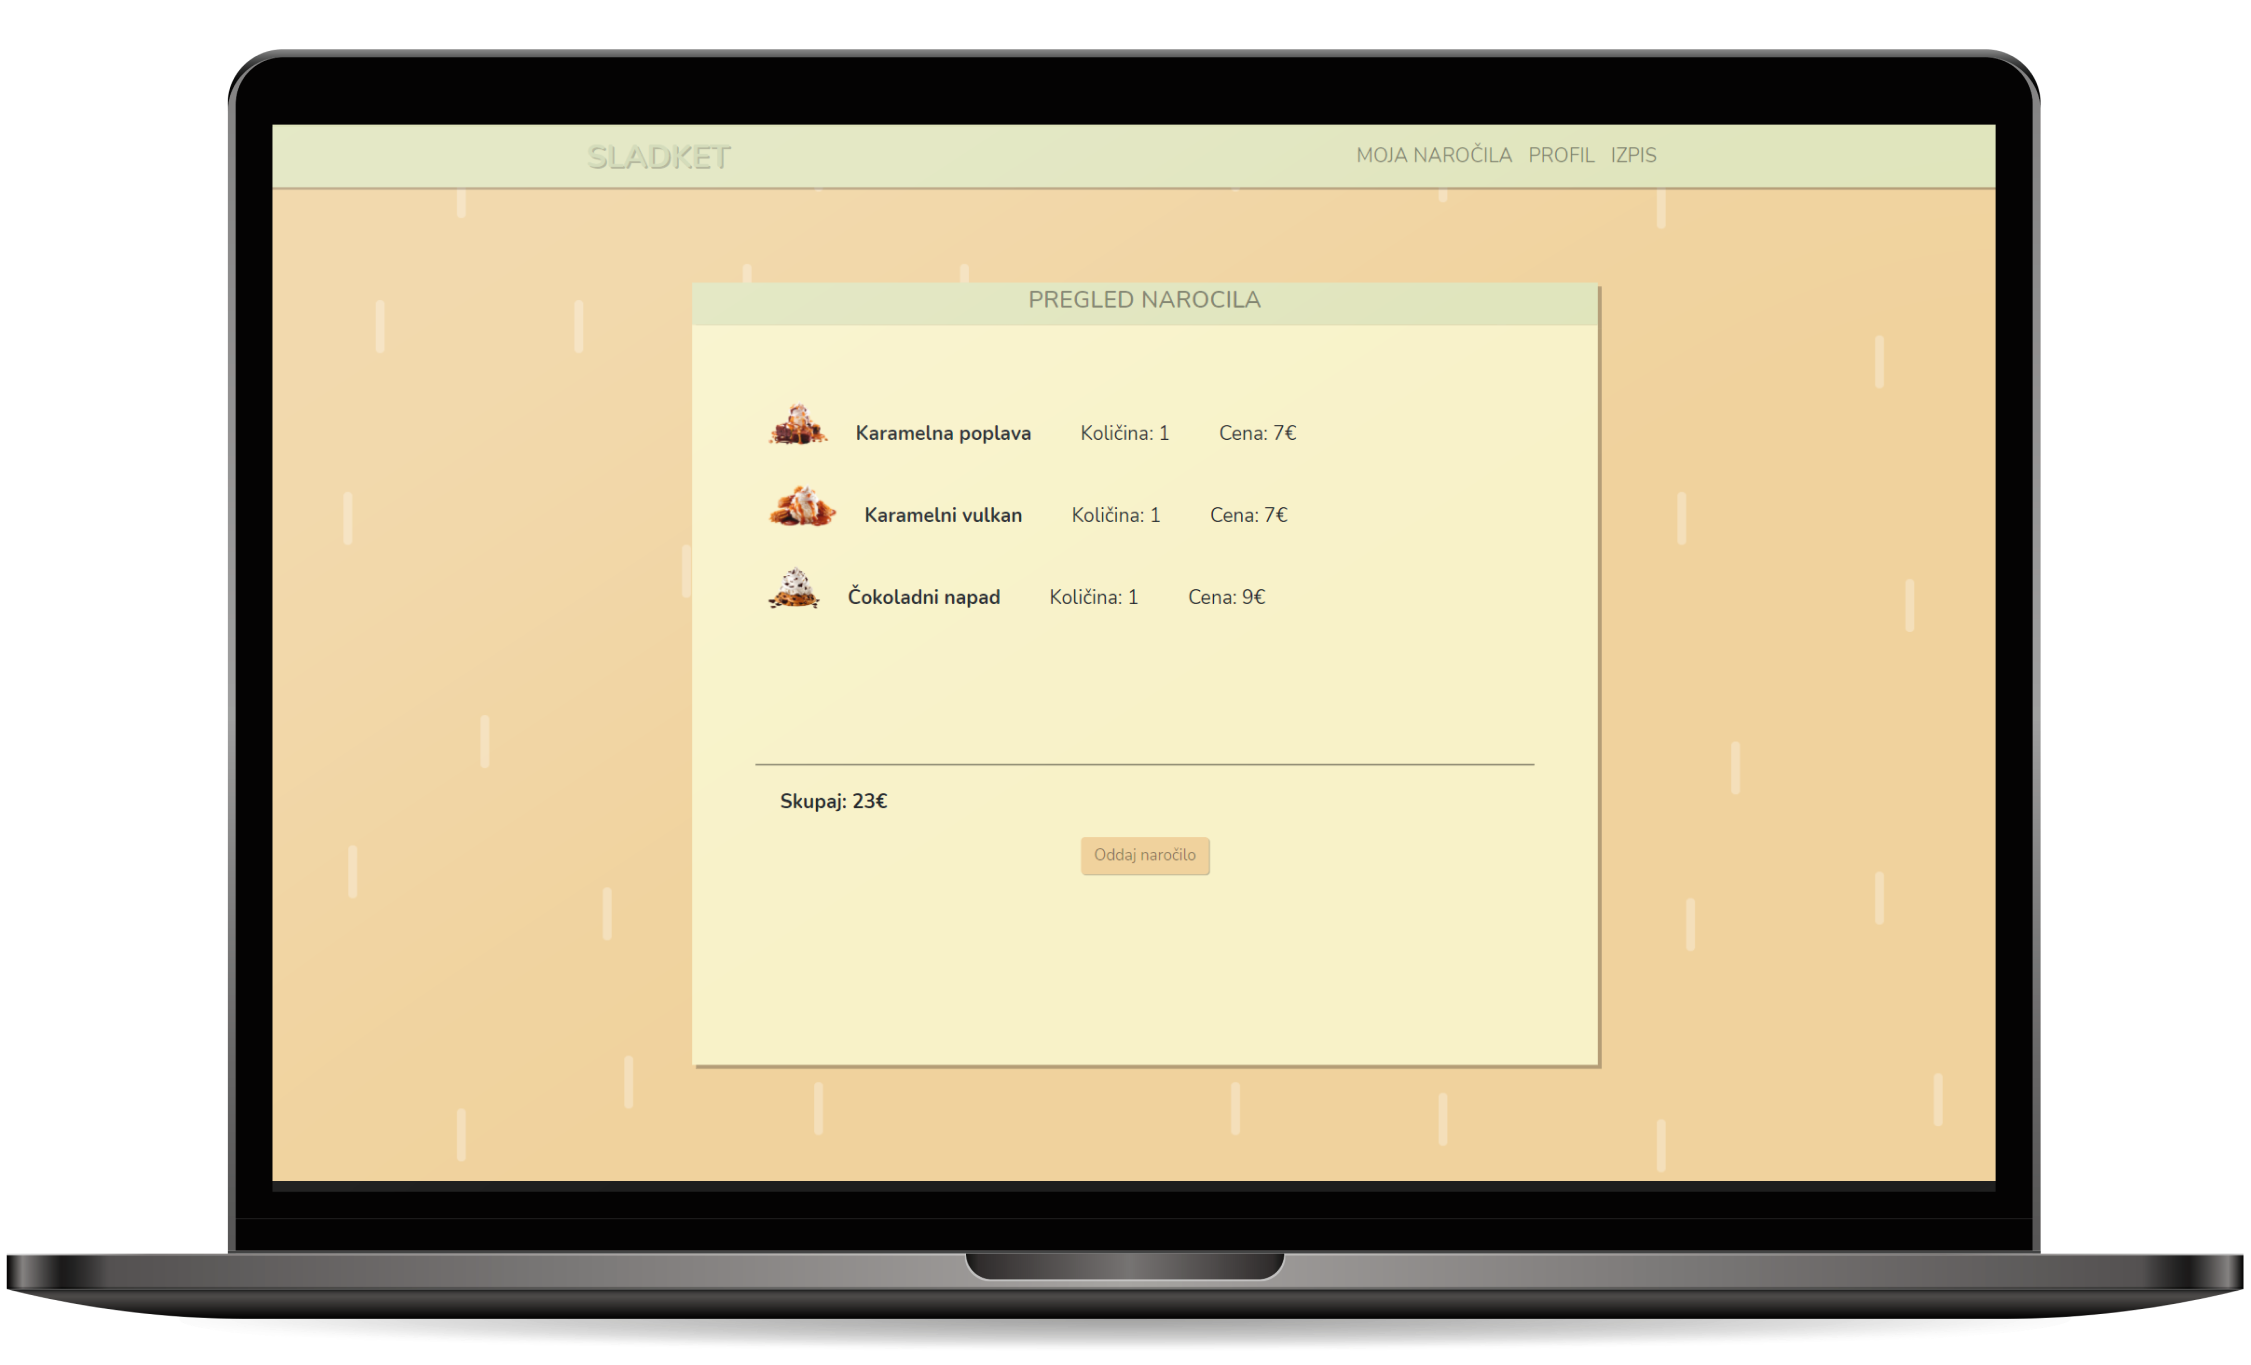 SLADKET MOJA NAROČILA PROFIL IZPIS
PREGLED NAROCILA
Karamelna poplava Količina: 1 Cena: 7€
Karamelni vulkan Količina: 1 Cena: 7€
Čokoladni napad Količina: 1 Cena: 9€
Skupaj: 23€
Oddaj naročilo